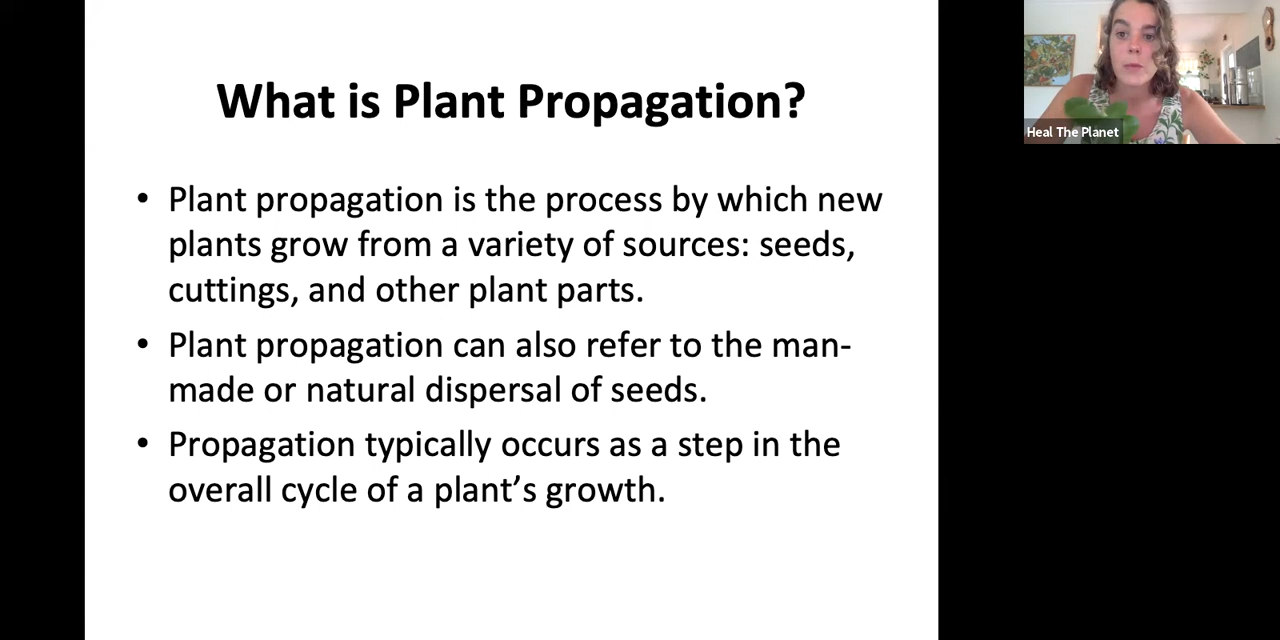 What is Plant Propagation?
• Plant propagation is the process by which new
plants grow from a variety of sources: seeds,
cuttings, and other plant parts.
• Plant propagation can also refer to the man-
made or natural dispersal of seeds.
• Propagation typically occurs as a step in the
overall cycle of a plant’s growth.
Heal The Planet